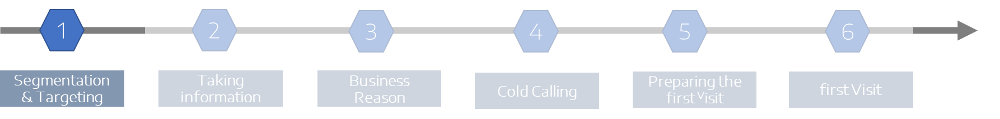 1
2
3
4
5
6
Segmentation
& Targeting
Taking
information
Business
Reason
Cold Calling
Preparing the
first visit
first Visit